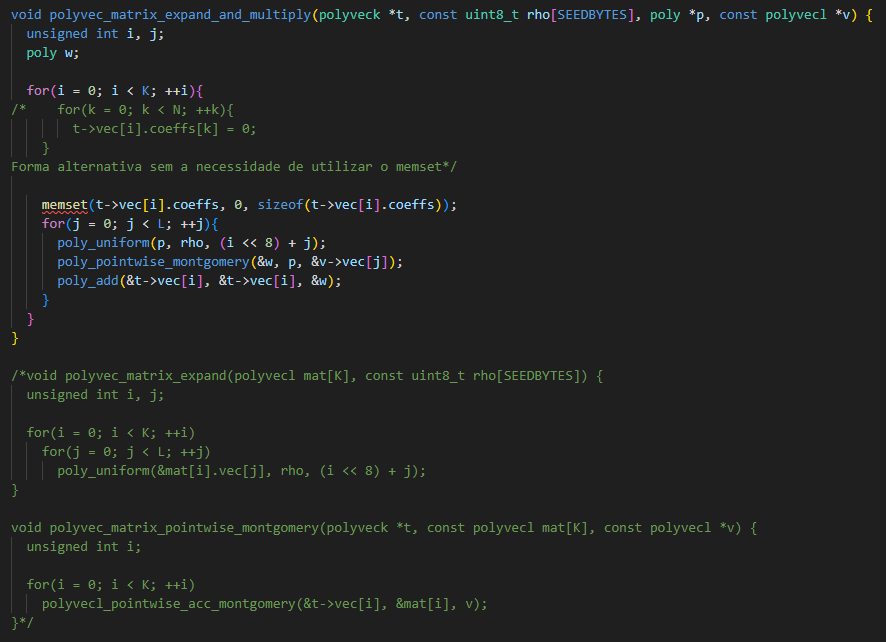 void polyvec_matrix_expand_and_multiply(polyveck *t, const uint8_t rho[SEEDBYTES], poly *p, const polyvecl *v) {
  unsigned int i, j;
  poly w;

  for(i = 0; i < K; ++i){
/*    for(k = 0; k < N; ++k){
        t->vec[i].coeffs[k] = 0;
    }
Forma alternativa sem a necessidade de utilizar o memset*/

    memset(t->vec[i].coeffs, 0, sizeof(t->vec[i].coeffs));
    for(j = 0; j < L; ++j){
      poly_uniform(p, rho, (i << 8) + j);
      poly_pointwise_montgomery(&w, p, &v->vec[j]);
      poly_add(&t->vec[i], &t->vec[i], &w);
    }
  }
}

/*void polyvec_matrix_expand(polyvecl mat[K], const uint8_t rho[SEEDBYTES]) {
  unsigned int i, j;

  for(i = 0; i < K; ++i)
    for(j = 0; j < L; ++j)
      poly_uniform(&mat[i].vec[j], rho, (i << 8) + j);
}

void polyvec_matrix_pointwise_montgomery(polyveck *t, const polyvecl mat[K], const polyvecl *v) {
  unsigned int i;

  for(i = 0; i < K; ++i)
    polyvecl_pointwise_acc_montgomery(&t->vec[i], &mat[i], v);
}*/